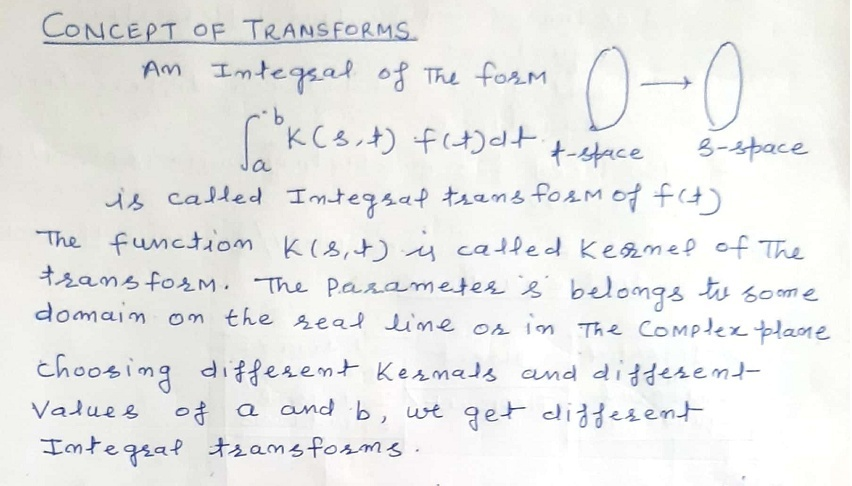 CONCEPT OF TRANSFORMS
An Integral of The form
∫ₐᵇ K(s,t) f(t)dt
t-space s-space
is called Integral transform of f(t)
The function K(s,t) is called Kernel of The
transform. The Parameter 's' belongs to some
domain on the real line or in The Complex plane
Choosing different Kernals and different
Values of a and b, we get different
Integral transforms.